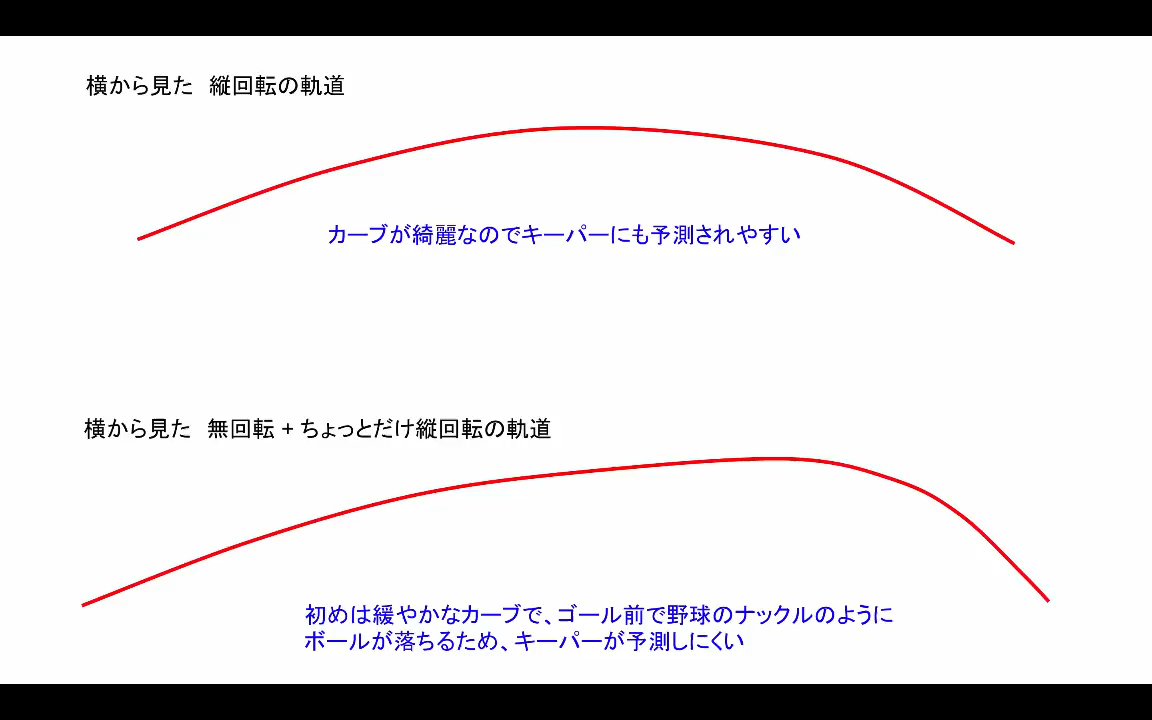 横から見た　縦回転の軌道
カーブが綺麗なのでキーパーにも予測されやすい
横から見た　無回転 + ちょっとだけ縦回転の軌道
初めは緩やかなカーブで、ゴール前で野球のナックルのように
ボールが落ちるため、キーパーが予測しにくい